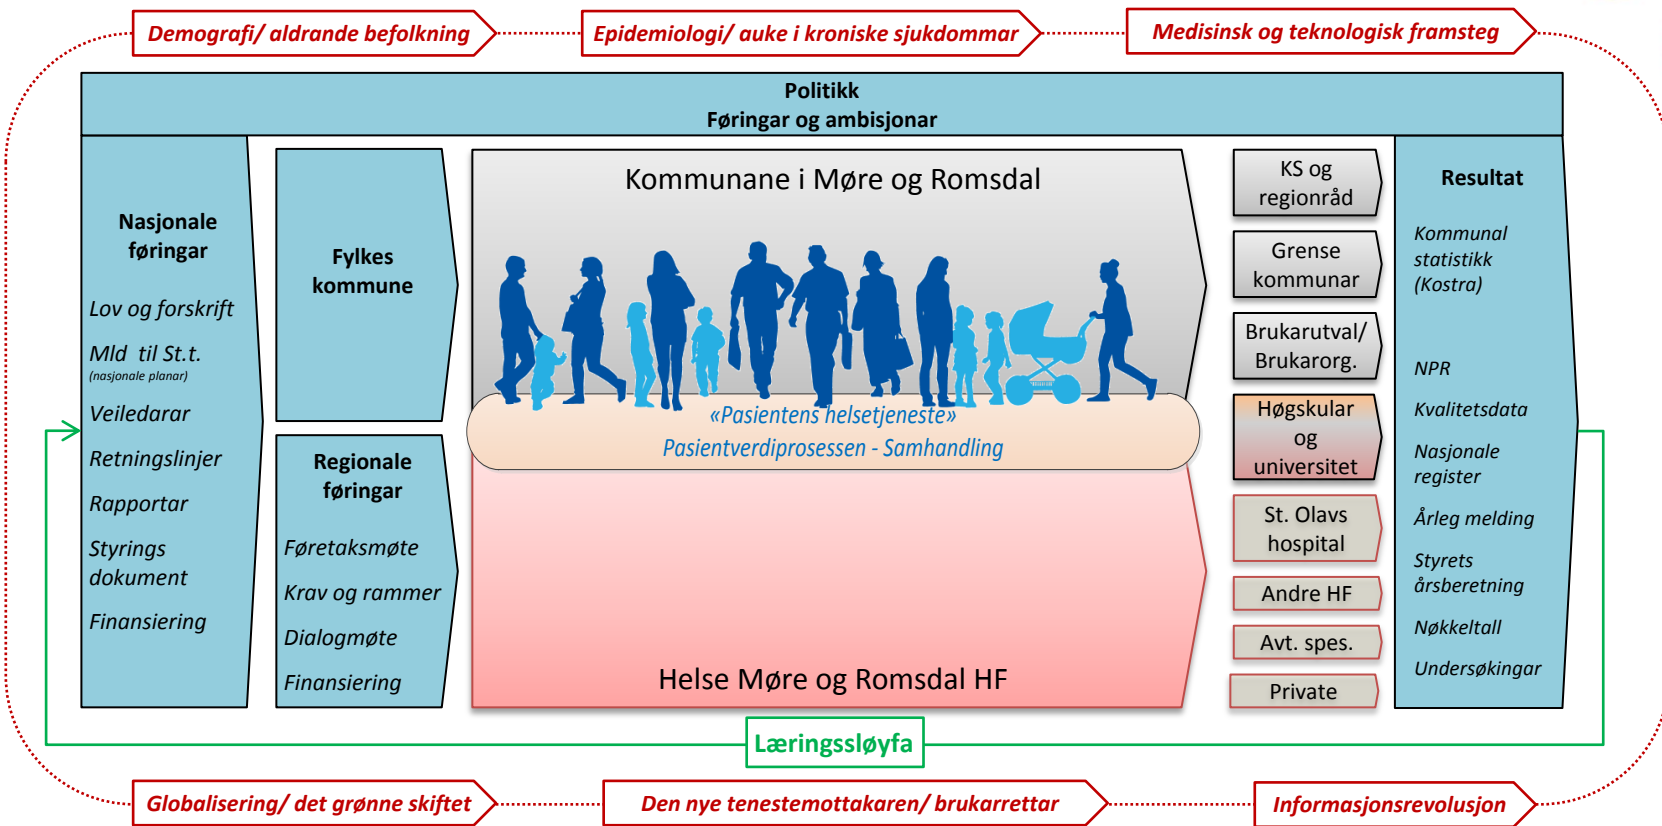 Demografi/ aldrande befolkning
Epidemiologi/ auke i kroniske sjukdommar
Medisinsk og teknologisk framsteg
Politikk
Føringar og ambisjonar
Nasjonale
føringar
Lov og forskrift
Mld til St.t.
(nasjonale planar)
Veiledarar
Retningslinjer
Rapportar
Styrings
dokument
Finansiering
Fylkes
kommune
Regionale
føringar
Føretaksmøte
Krav og rammer
Dialogmøte
Finansiering
Kommunane i Møre og Romsdal
«Pasientens helsetjeneste»
Pasientverdiprosessen - Samhandling
Helse Møre og Romsdal HF
KS og
regionråd
Grense
kommunar
Brukarutval/
Brukarorg.
Høgskular
og
universitet
St. Olavs
hospital
Andre HF
Avt. spes.
Private
Resultat
Kommunal
statistikk
(Kostra)
NPR
Kvalitetsdata
Nasjonale
register
Årleg melding
Styrets
årsberetning
Nøkkeltall
Undersøkingar
Læringssløyfa
Globalisering/ det grønne skiftet
Den nye tenestemottakaren/ brukarrettar
Informasjonsrevolusjon